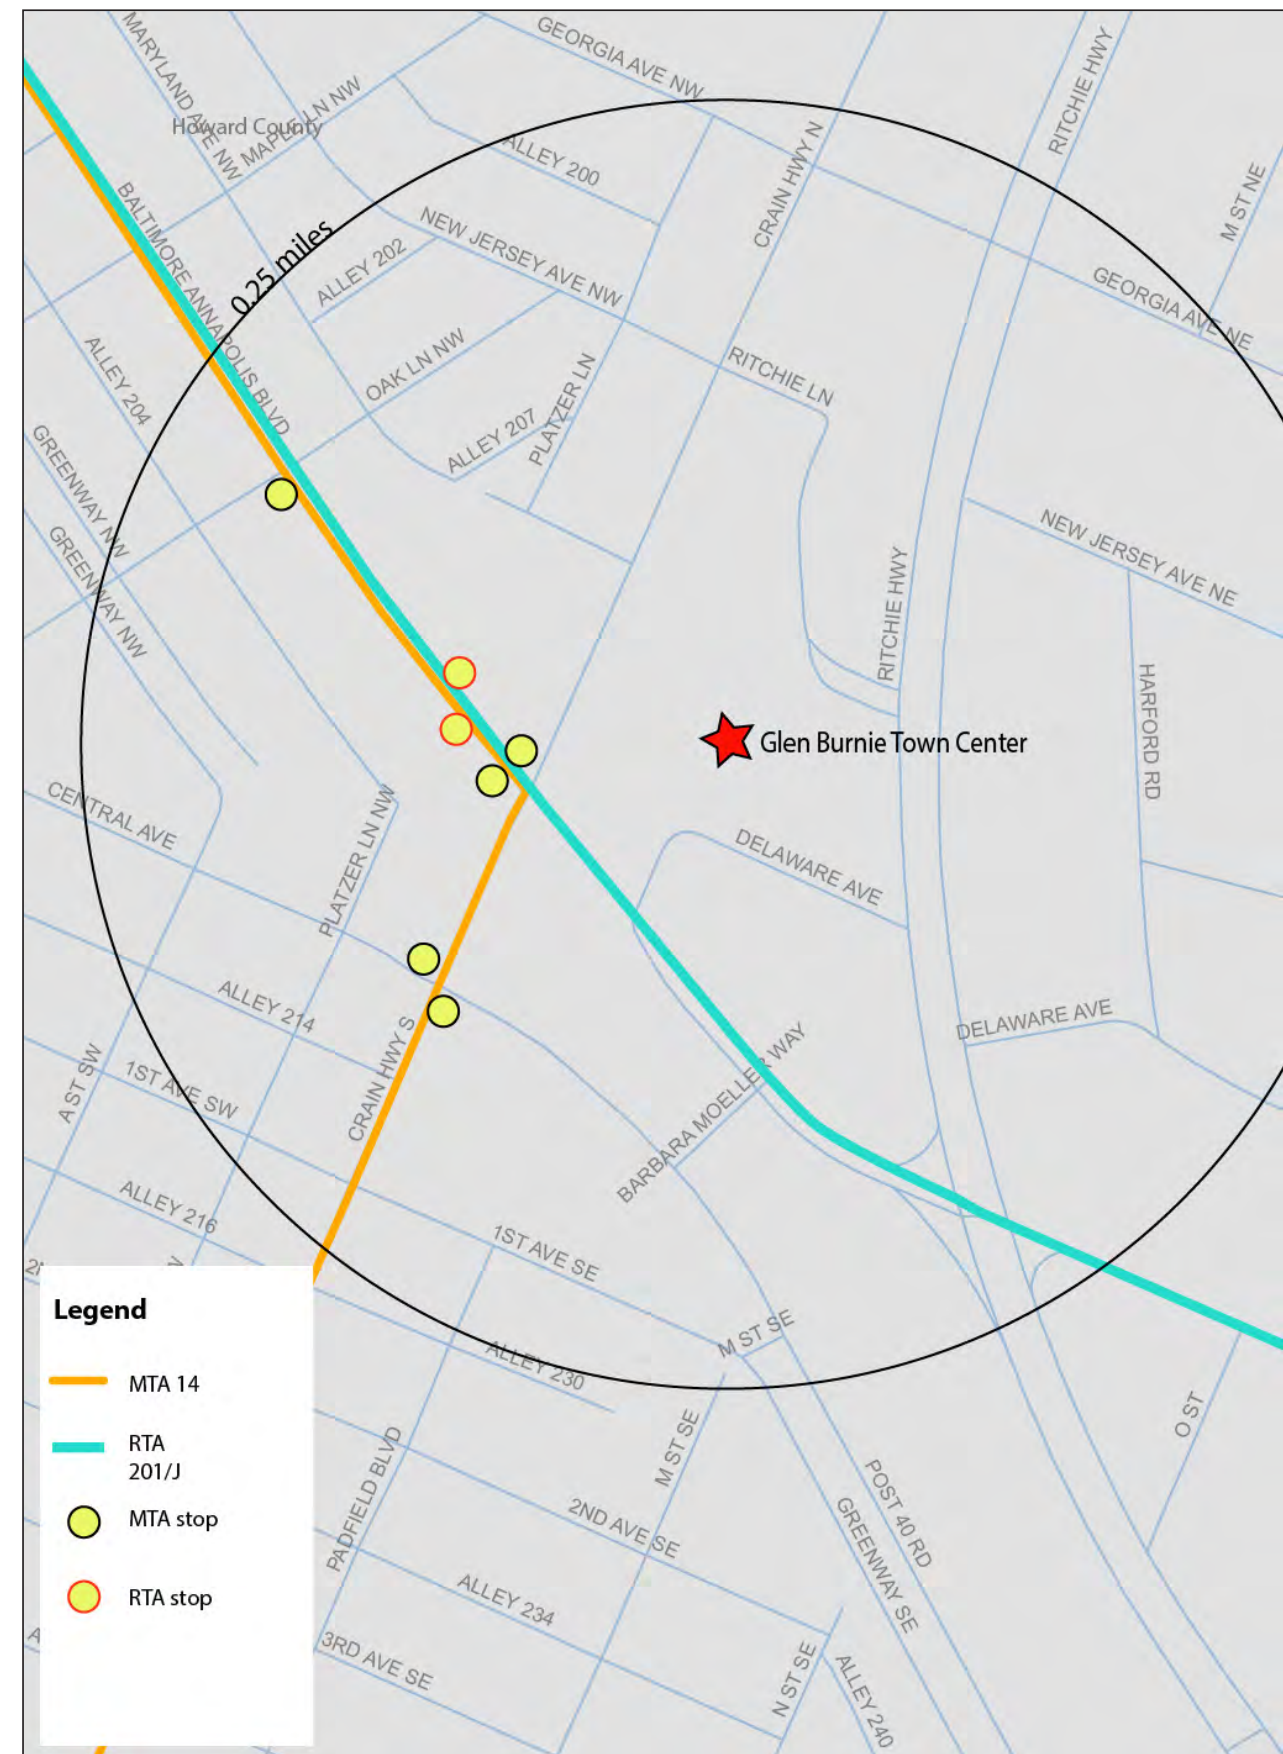 MARYLAND AVE NW
Howard County
MAPLE LN NW
GEORGIA AVE NW
RITCHIE HWY
ALLEY 200
CRAIN HWY N
M ST NE
BALTIMORE ANNAPOLIS BLVD
0.25 miles
ALLEY 202
NEW JERSEY AVE NW
GEORGIA AVE NE
ALLEY 204
OAK LN NW
RITCHIE LN
PLATZER LN
ALLEY 207
GREENWAY NW
GREENWAY NW
NEW JERSEY AVE NE
RITCHIE HWY
HARFORD RD
Glen Burnie Town Center
CENTRAL AVE
PLATZER LN NW
DELAWARE AVE
ALLEY 214
DELAWARE AVE
A ST SW
1ST AVE SW
CRAIN HWY S
BARBARA MOELLER WAY
ALLEY 216
1ST AVE SE
M ST SE
ALLEY 230
Legend
MTA 14
RTA
201/J
MTA stop
RTA stop
PADFIELD BLVD
M ST SE
O ST
POST 40 RD
GREENWAY SE
2ND AVE SE
ALLEY 234
3RD AVE SE
N ST SE
ALLEY 240